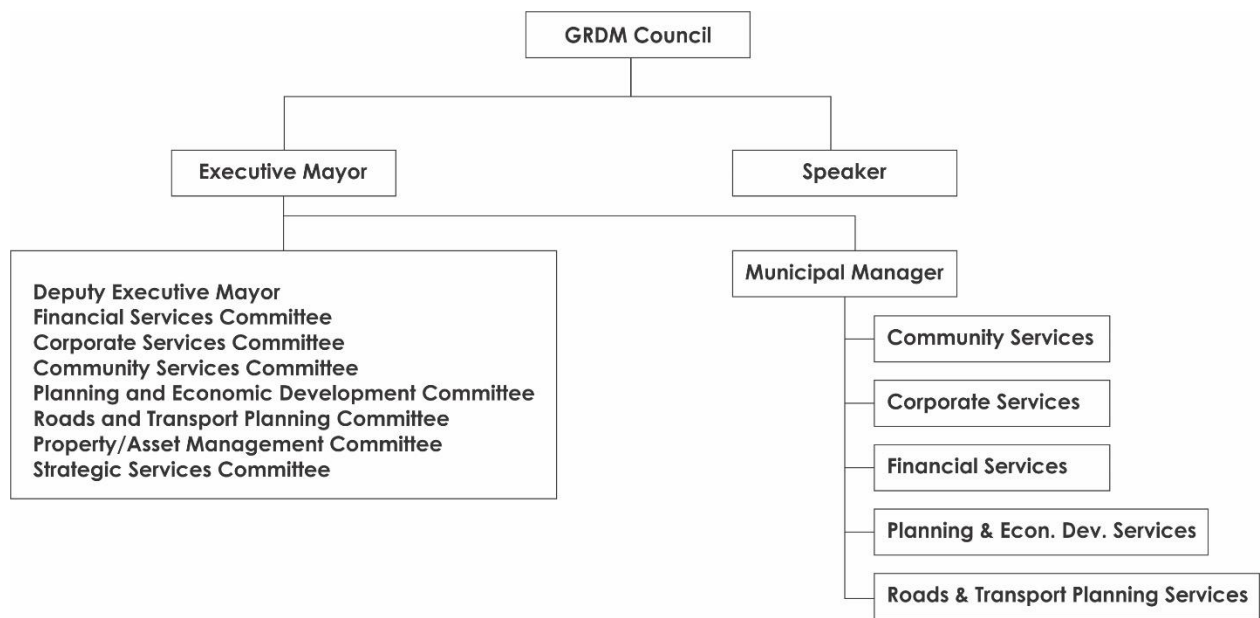 GRDM Council
Executive Mayor
Speaker
Deputy Executive Mayor
Financial Services Committee
Corporate Services Committee
Community Services Committee
Planning and Economic Development Committee
Roads and Transport Planning Committee
Property/Asset Management Committee
Strategic Services Committee
Municipal Manager
Community Services
Corporate Services
Financial Services
Planning & Econ. Dev. Services
Roads & Transport Planning Services